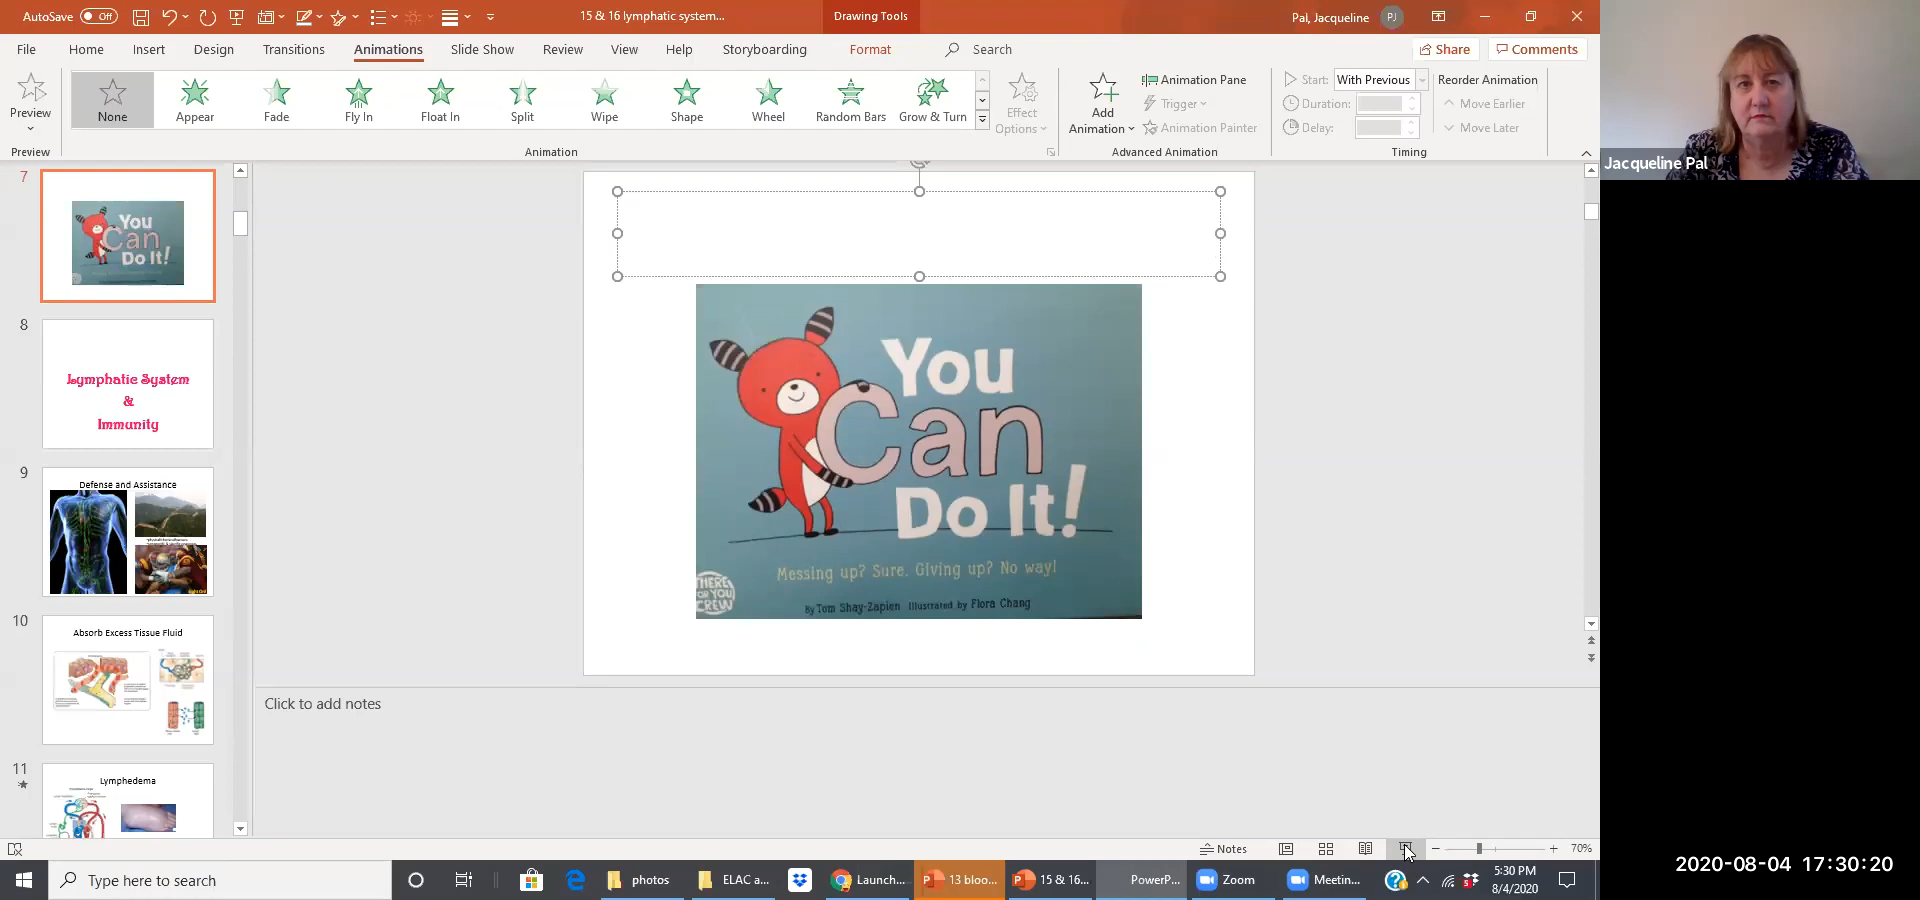 AutoSave Off
15 & 16 lymphatic system...
Drawing Tools
Pal, Jacqueline PJ
File Home Insert Design Transitions Animations Slide Show Review View Help Storyboarding Format Search Share Comments
Preview
None Appear Fade Fly In Float In Split Wipe Shape Wheel Random Bars Grow & Turn
Effect Options
Add Animation
Animation Pane
Trigger
Animation Painter
Start: With Previous
Duration:
Delay:
Reorder Animation
Move Earlier
Move Later
Preview Animation Advanced Animation Timing
7
You
Can
Do It!
8
Lymphatic System
&
Immunity
9
Defense and Assistance
10
Absorb Excess Tissue Fluid
11
Lymphedema
You
Can
Do It!
Messing up? Sure. Giving up? No way!
THERE
FOR YOU
CREW
By Tom Shay-Zapien Illustrated by Flora Chang
Click to add notes
Notes
70%
Type here to search
photos
ELAC a...
Launch...
13 bloo...
15 & 16...
PowerP...
Zoom
Meetin...
5:30 PM
8/4/2020
Jacqueline Pal
2020-08-04 17:30:20